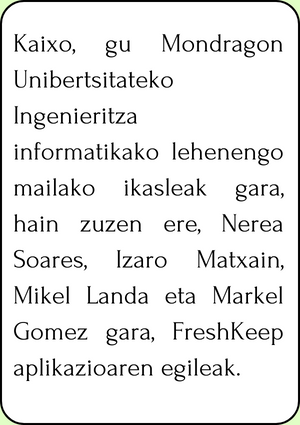 Kaixo, gu Mondragon
Unibertsitateko
Ingenieritza
informatikako lehenengo
mailako ikasleak gara,
hain zuzen ere, Nerea
Soares, Izaro Matxain,
Mikel Landa eta Markel
Gomez gara, FreshKeep
aplikazioaren egileak.